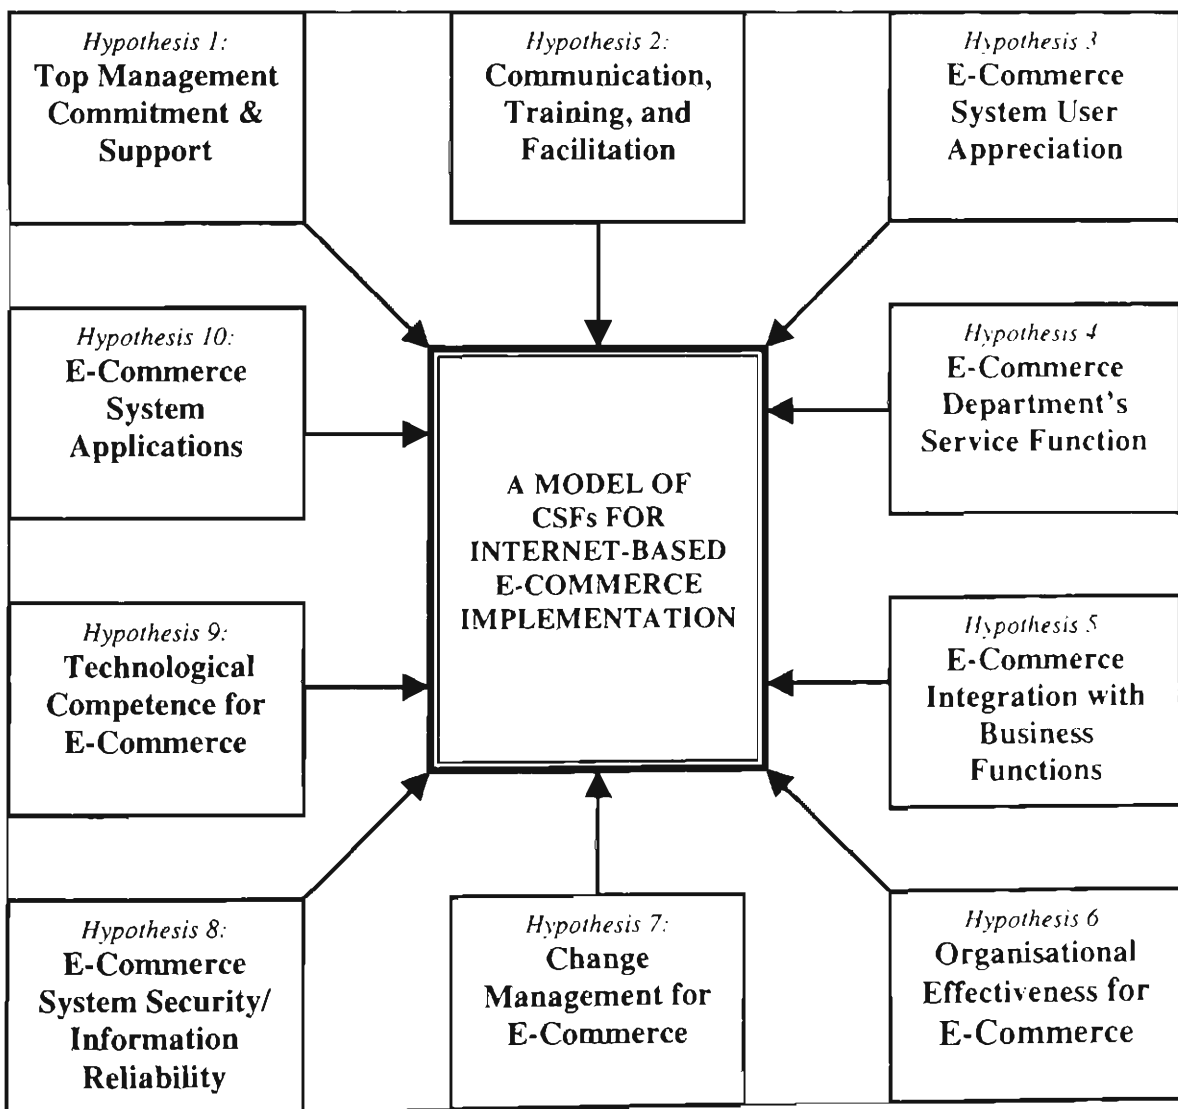 Hypothesis 1:
Top Management
Commitment &
Support
Hypothesis 2:
Communication,
Training, and
Facilitation
Hypothesis 3
E-Commerce
System User
Appreciation
Hypothesis 10:
E-Commerce
System
Applications
A MODEL OF
CSFs FOR
INTERNET-BASED
E-COMMERCE
IMPLEMENTATION
Hypothesis 4
E-Commerce
Department's
Service Function
Hypothesis 9:
Technological
Competence for
E-Commerce
Hypothesis 5
E-Commerce
Integration with
Business
Functions
Hypothesis 8:
E-Commerce
System Security/
Information
Reliability
Hypothesis 7:
Change
Management for
E-Commerce
Hypothesis 6
Organisational
Effectiveness for
E-Commerce